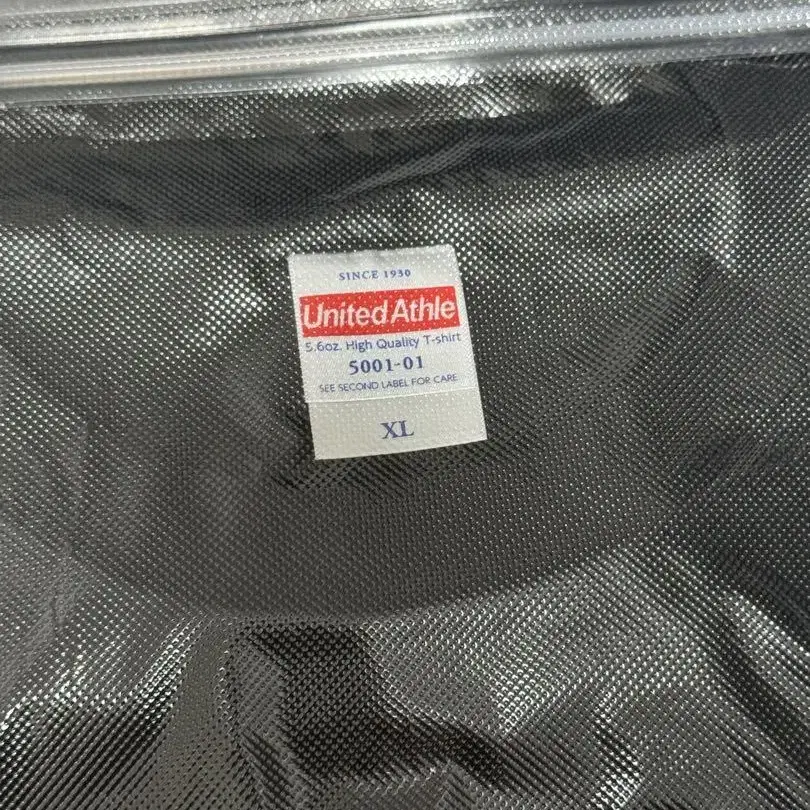 SINCE 1930
United Athle
5.6oz. High Quality T-shirt
5001-01
SEE SECOND LABEL FOR CARE
XL